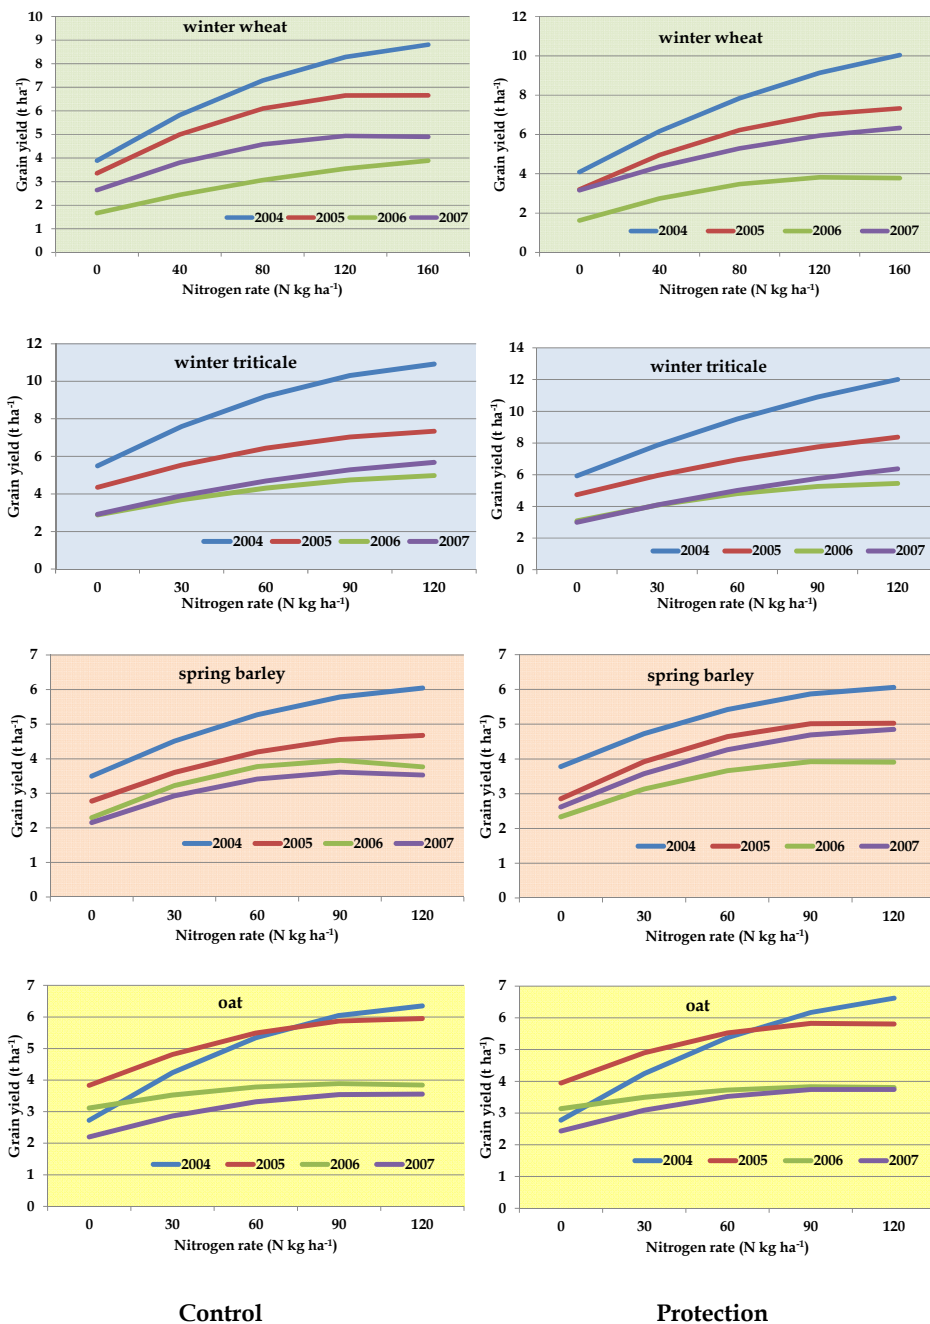 winter wheat
Grain yield (t ha-1)
10
9
8
7
6
5
4
3
2
1
0
2004 2005 2006 2007
0 40 80 120 160
Nitrogen rate (N kg ha-1)
winter wheat
Grain yield (t ha-1)
12
10
8
6
4
2
0
2004 2005 2006 2007
0 40 80 120 160
Nitrogen rate (N kg ha-1)
winter triticale
Grain yield (t ha-1)
12
10
8
6
4
2
0
2004 2005 2006 2007
0 30 60 90 120
Nitrogen rate (N kg ha-1)
winter triticale
Grain yield (t ha-1)
14
12
10
8
6
4
2
0
2004 2005 2006 2007
0 30 60 90 120
Nitrogen rate (N kg ha-1)
spring barley
Grain yield (t ha-1)
7
6
5
4
3
2
1
0
2004 2005 2006 2007
0 30 60 90 120
Nitrogen rate (N kg ha-1)
spring barley
Grain yield (t ha-1)
7
6
5
4
3
2
1
0
2004 2005 2006 2007
0 30 60 90 120
Nitrogen rate (N kg ha-1)
oat
Grain yield (t ha-1)
7
6
5
4
3
2
1
0
2004 2005 2006 2007
0 30 60 90 120
Nitrogen rate (N kg ha-1)
oat
Grain yield (t ha-1)
7
6
5
4
3
2
1
0
2004 2005 2006 2007
0 30 60 90 120
Nitrogen rate (N kg ha-1)
Control Protection